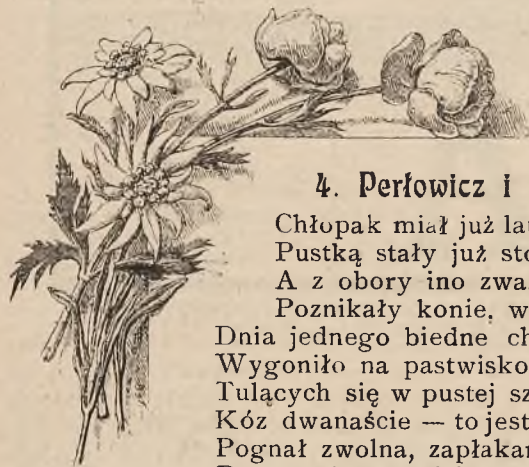 4. Perłowicz i
Chłopak miał już lat
Pustką stały już sto
A z obory ino zwa
Poznikały konie, w
Dnia jednego biedne ch
Wygoniło na pastwisko
Tulących się w pustej sz
Kóz dwanaście — to jest
Pognał zwolna, zapłakan